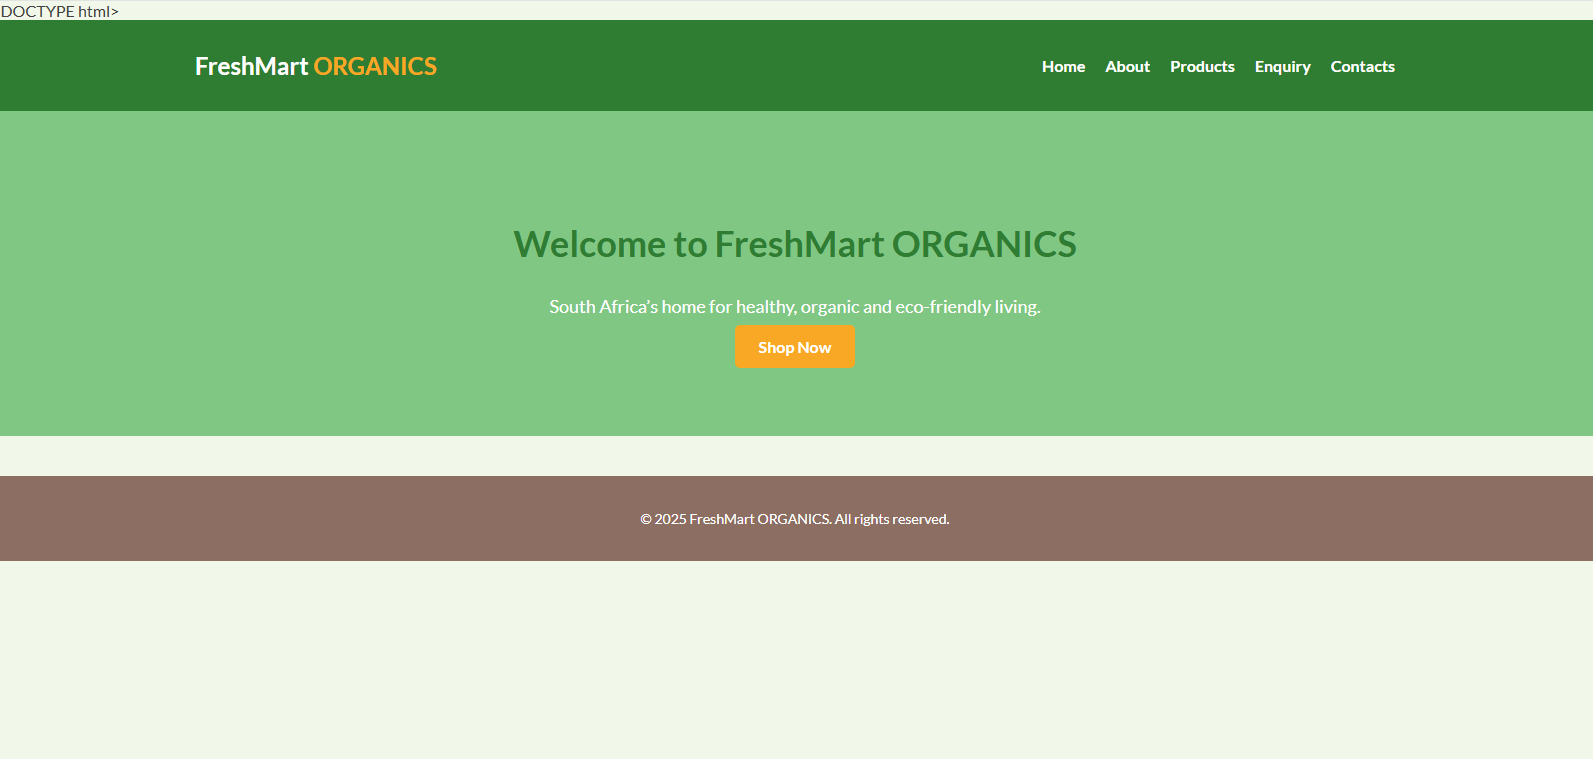 DOCTYPE html>
FreshMart ORGANICS
Home About Products Enquiry Contacts
Welcome to FreshMart ORGANICS
South Africa’s home for healthy, organic and eco-friendly living.
Shop Now
© 2025 FreshMart ORGANICS. All rights reserved.